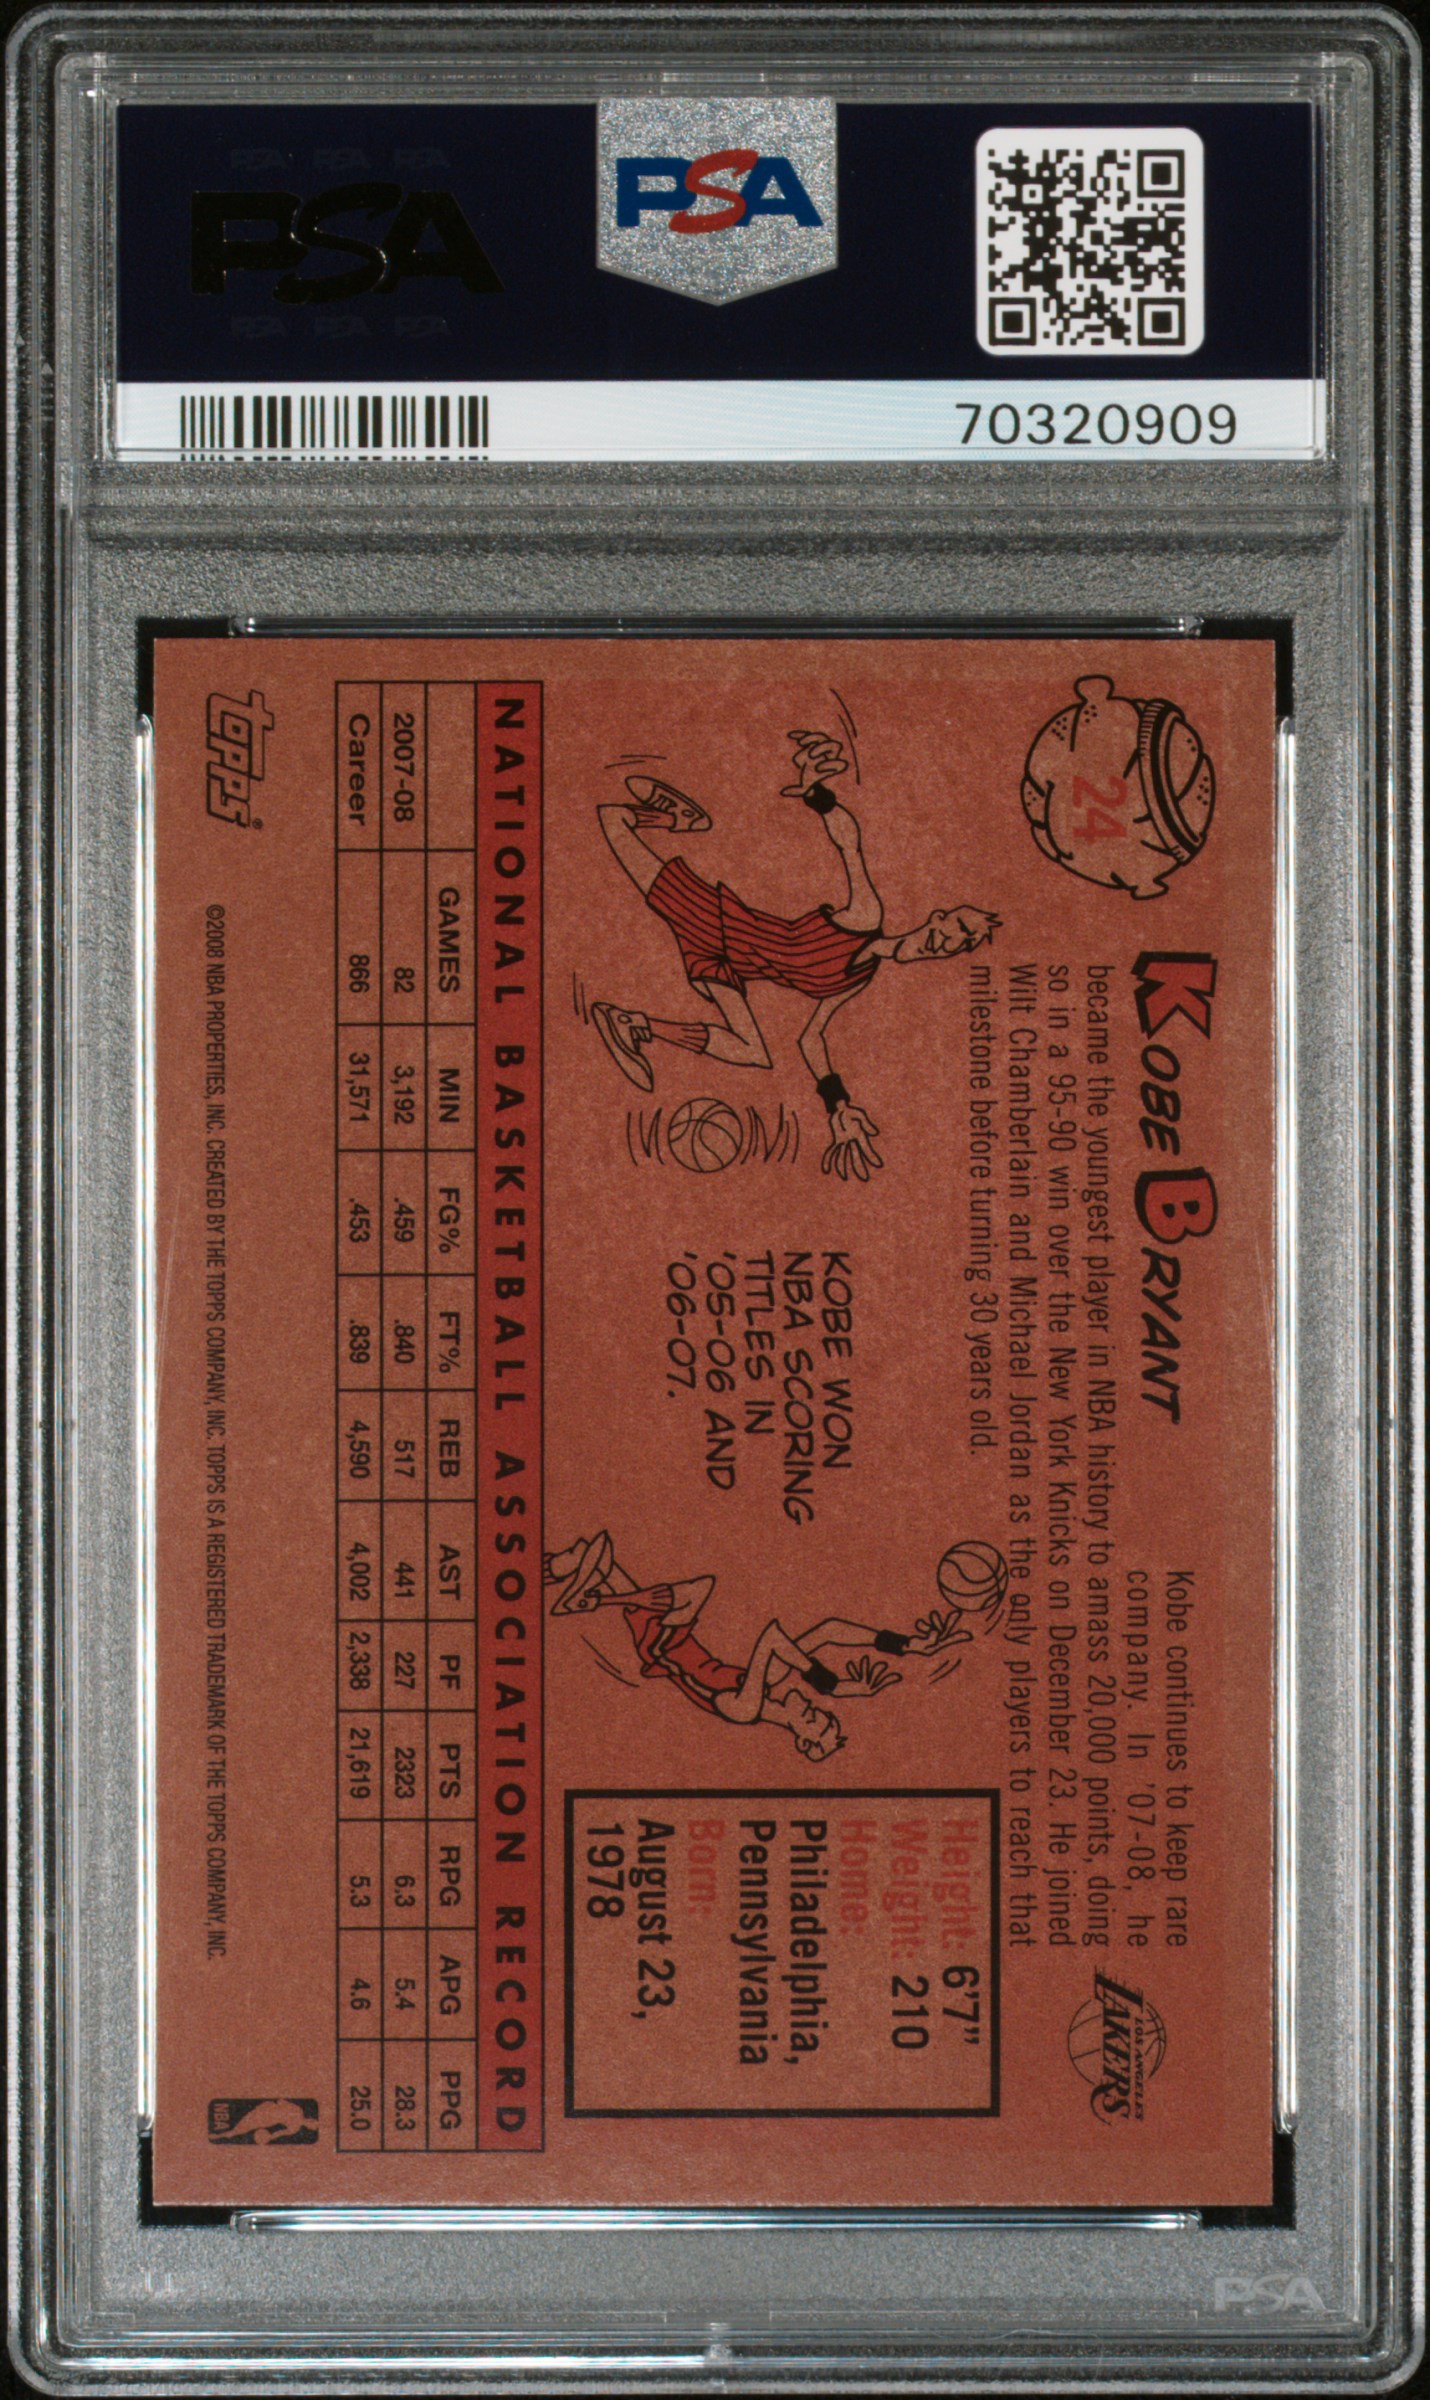 PSA PSA PSA
PSA
PSA PSA PSA
PSA
70320909
24
KOBE BRYANT
Kobe continues to keep rare
company. In '07-08, he
became the youngest player in NBA history to amass 20,000 points, doing
so in a 95-90 win over the New York Knicks on December 23. He joined
Wilt Chamberlain and Michael Jordan as the only players to reach that
milestone before turning 30 years old.
LOS ANGELES
LAKERS
KOBE WON
NBA SCORING
TITLES IN
'05-06 AND
'06-07.
Height: 6'7"
Weight: 210
Home:
Philadelphia,
Pennsylvania
Born:
August 23,
1978
NATIONAL BASKETBALL ASSOCIATION RECORD
GAMES MIN FG% FT% REB AST PF PTS RPG APG PPG
2007-08 82 3,192 .459 .840 517 441 227 2323 6.3 5.4 28.3
Career 866 31,571 .453 .839 4,590 4,002 2,338 21,619 5.3 4.6 25.0
topps®
©2008 NBA PROPERTIES, INC. CREATED BY THE TOPPS COMPANY, INC. TOPPS IS A REGISTERED TRADEMARK OF THE TOPPS COMPANY, INC.
NBA
PSA